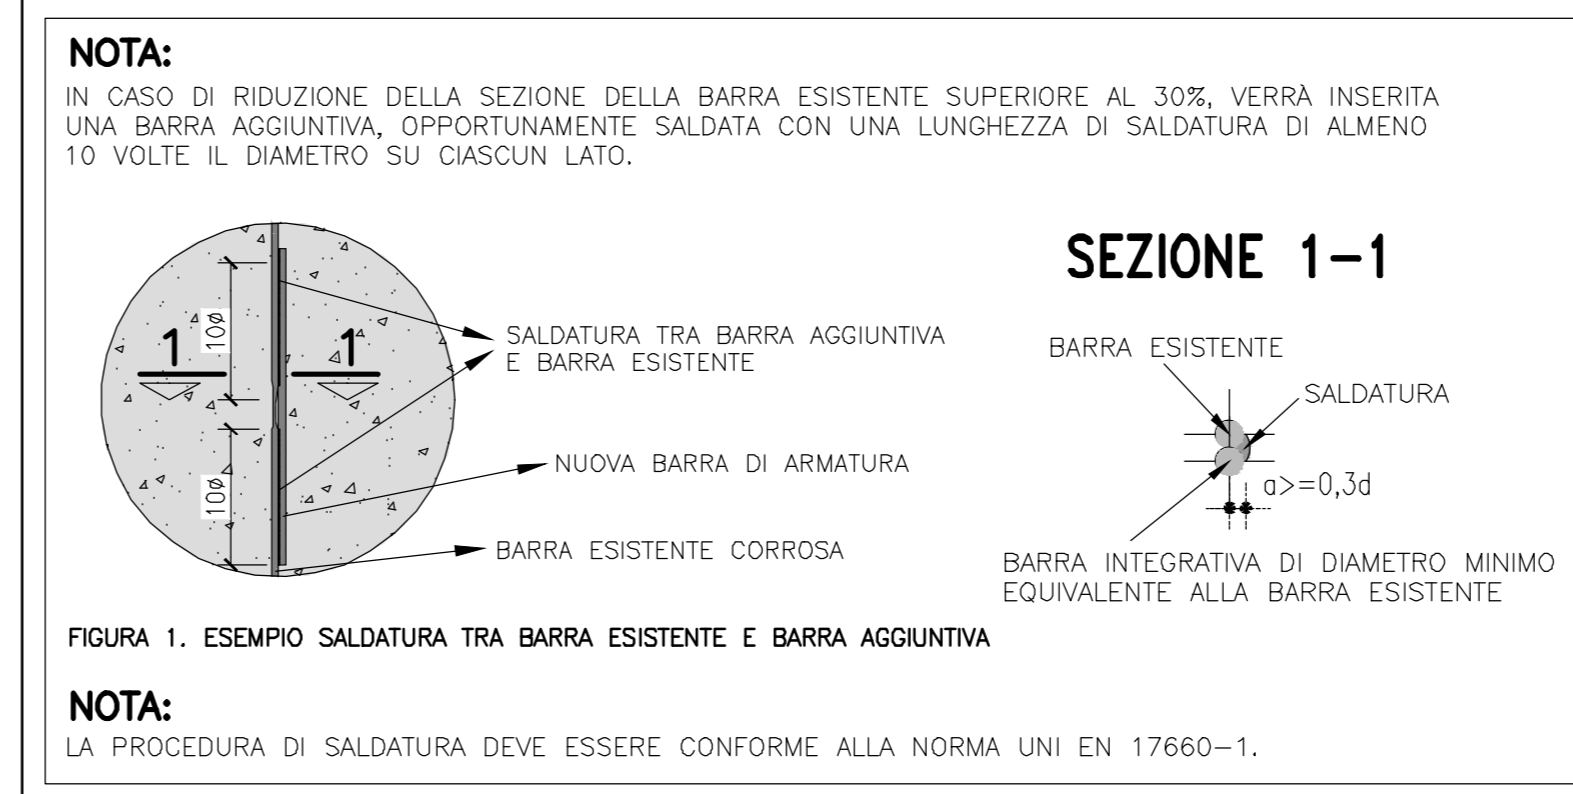 NOTA:
IN CASO DI RIDUZIONE DELLA SEZIONE DELLA BARRA ESISTENTE SUPERIORE AL 30%, VERRÀ INSERITA
UNA BARRA AGGIUNTIVA, OPPORTUNAMENTE SALDATA CON UNA LUNGHEZZA DI SALDATURA DI ALMENO
10 VOLTE IL DIAMETRO SU CIASCUN LATO.
10ø
1
1
10ø
SALDATURA TRA BARRA AGGIUNTIVA
E BARRA ESISTENTE
NUOVA BARRA DI ARMATURA
BARRA ESISTENTE CORROSA
SEZIONE 1-1
BARRA ESISTENTE
SALDATURA
a>=0,3d
BARRA INTEGRATIVA DI DIAMETRO MINIMO
EQUIVALENTE ALLA BARRA ESISTENTE
FIGURA 1. ESEMPIO SALDATURA TRA BARRA ESISTENTE E BARRA AGGIUNTIVA
NOTA:
LA PROCEDURA DI SALDATURA DEVE ESSERE CONFORME ALLA NORMA UNI EN 17660-1.